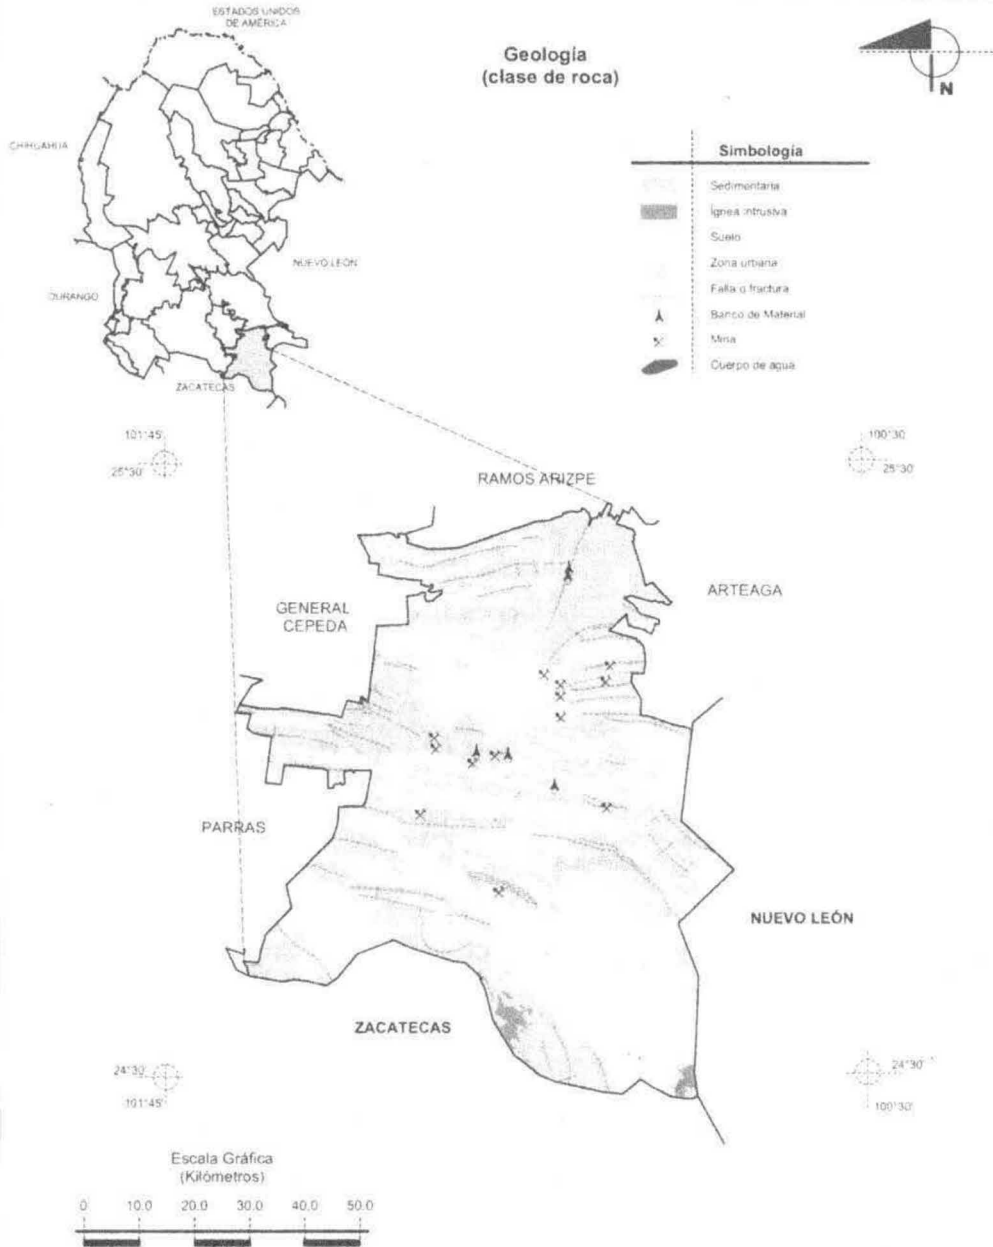 ESTADOS UNIDOS
DE AMÉRICA
Geología
(clase de roca)
N
CHIHUAHUA
NUEVO LEÓN
DURANGO
ZACATECAS
Simbología
Sedimentaria
Ígnea intrusiva
Suelo
Zona urbana
Falla o fractura
Banco de Material
Mina
Cuerpo de agua
101°45'
25°30'
100°30'
25°30'
RAMOS ARIZPE
GENERAL
CEPEDA
ARTEAGA
PARRAS
NUEVO LEÓN
ZACATECAS
24°30'
101°45'
24°30'
100°30'
Escala Gráfica
(Kilómetros)
0 10.0 20.0 30.0 40.0 50.0